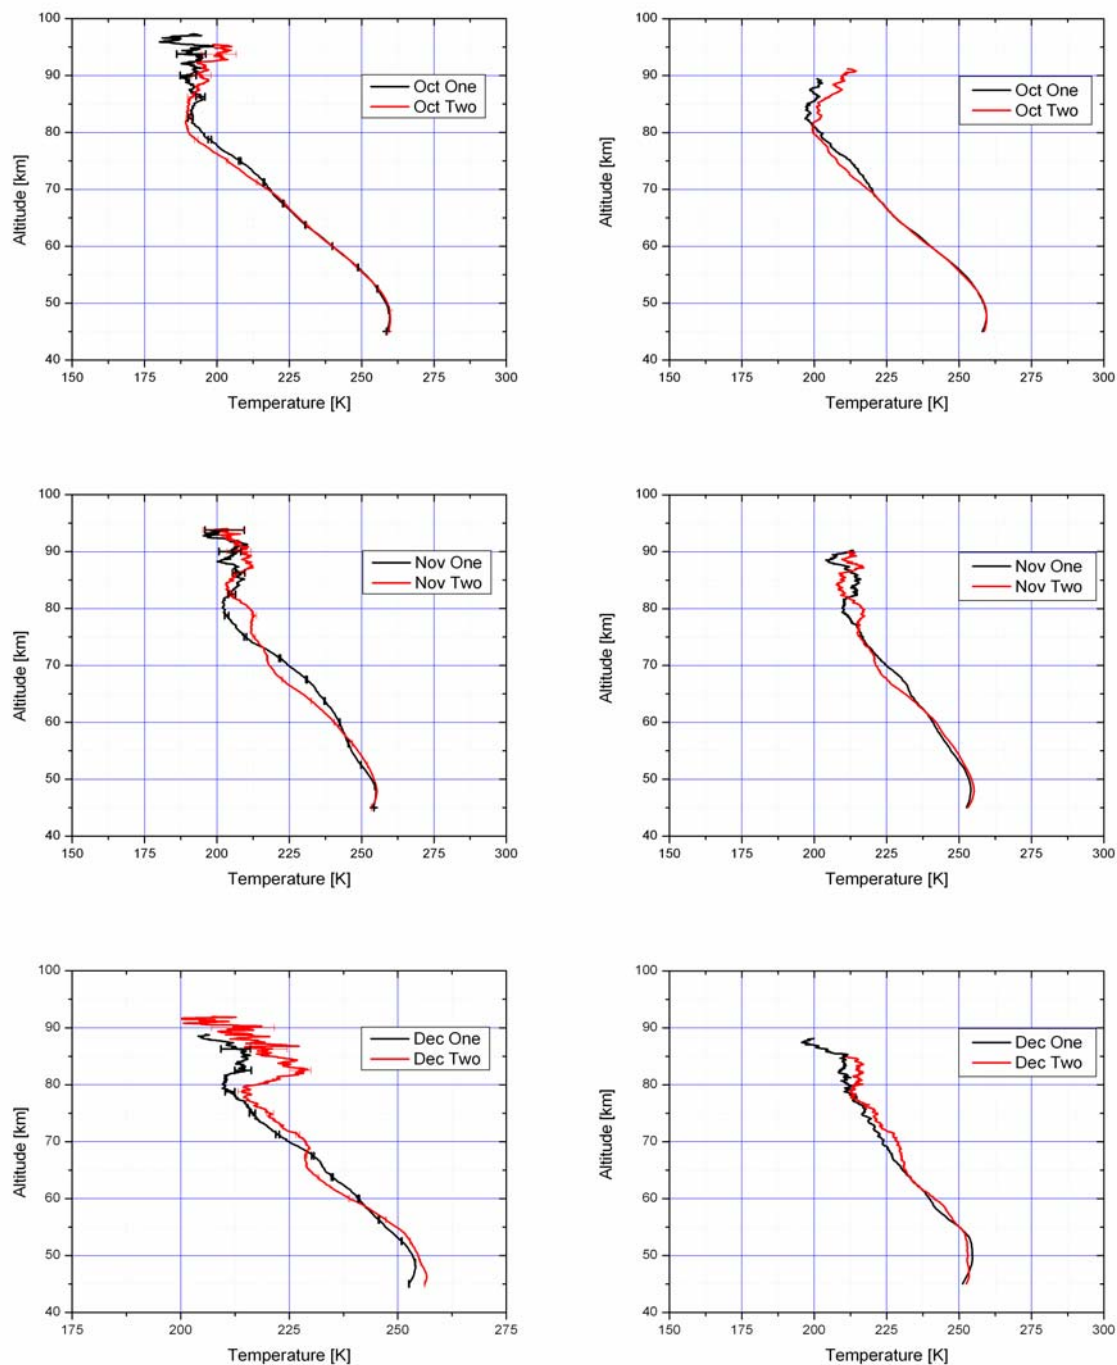 100
90
80
70
60
50
40
Altitude [km]
Oct One
Oct Two
150 175 200 225 250 275 300
Temperature [K]
100
90
80
70
60
50
40
Altitude [km]
Oct One
Oct Two
150 175 200 225 250 275 300
Temperature [K]
100
90
80
70
60
50
40
Altitude [km]
Nov One
Nov Two
150 175 200 225 250 275 300
Temperature [K]
100
90
80
70
60
50
40
Altitude [km]
Nov One
Nov Two
150 175 200 225 250 275 300
Temperature [K]
100
90
80
70
60
50
40
Altitude [km]
Dec One
Dec Two
175 200 225 250 275
Temperature [K]
100
90
80
70
60
50
40
Altitude [km]
Dec One
Dec Two
150 175 200 225 250 275 300
Temperature [K]